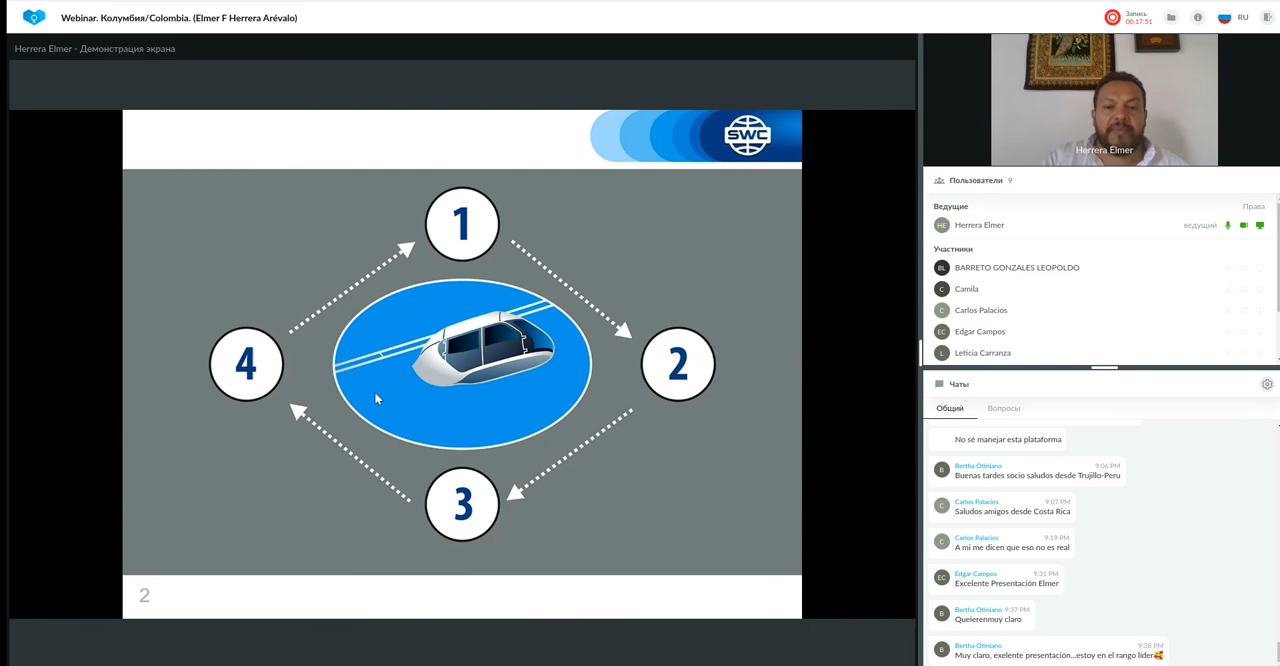 Webinar. Колумбия/Colombia. (Elmer F Herrera Arévalo)
Запись
00:17:51
RU
Herrera Elmer - Демонстрация экрана
SWC
1
2
3
4
2
Herrera Elmer
Пользователи 9
Ведущие Права
HE Herrera Elmer ведущий
Участники
BL BARRETO GONZALES LEOPOLDO
C Camila
C Carlos Palacios
EC Edgar Campos
L Leticia Carranza
Чаты
Общий Вопросы
No sé manejar esta plataforma
B Bertha Otiniano 9:06 PM
Buenas tardes socio saludos desde Trujillo-Peru
C Carlos Palacios 9:07 PM
Saludos amigos desde Costa Rica
C Carlos Palacios 9:19 PM
A mi me dicen que eso no es real
EC Edgar Campos 9:31 PM
Excelente Presentación Elmer
B Bertha Otiniano 9:37 PM
Queierenmuy claro
B Bertha Otiniano 9:38 PM
Muy claro, exelente presentación...estoy en el rango líder🥰